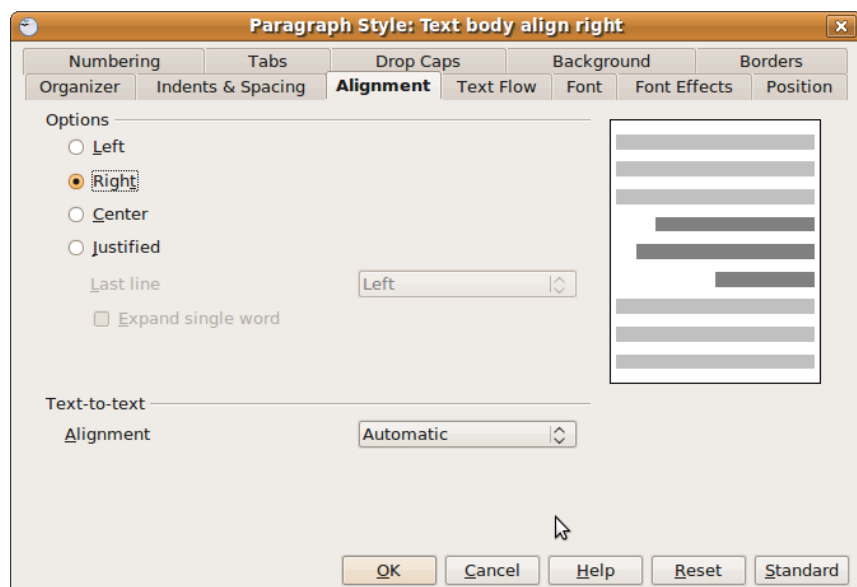 Paragraph Style: Text body align right
Numbering Tabs Drop Caps Background Borders
Organizer Indents & Spacing Alignment Text Flow Font Font Effects Position
Options
Left
Right
Center
Justified
Last line Left
Expand single word
Text-to-text
Alignment Automatic
OK Cancel Help Reset Standard